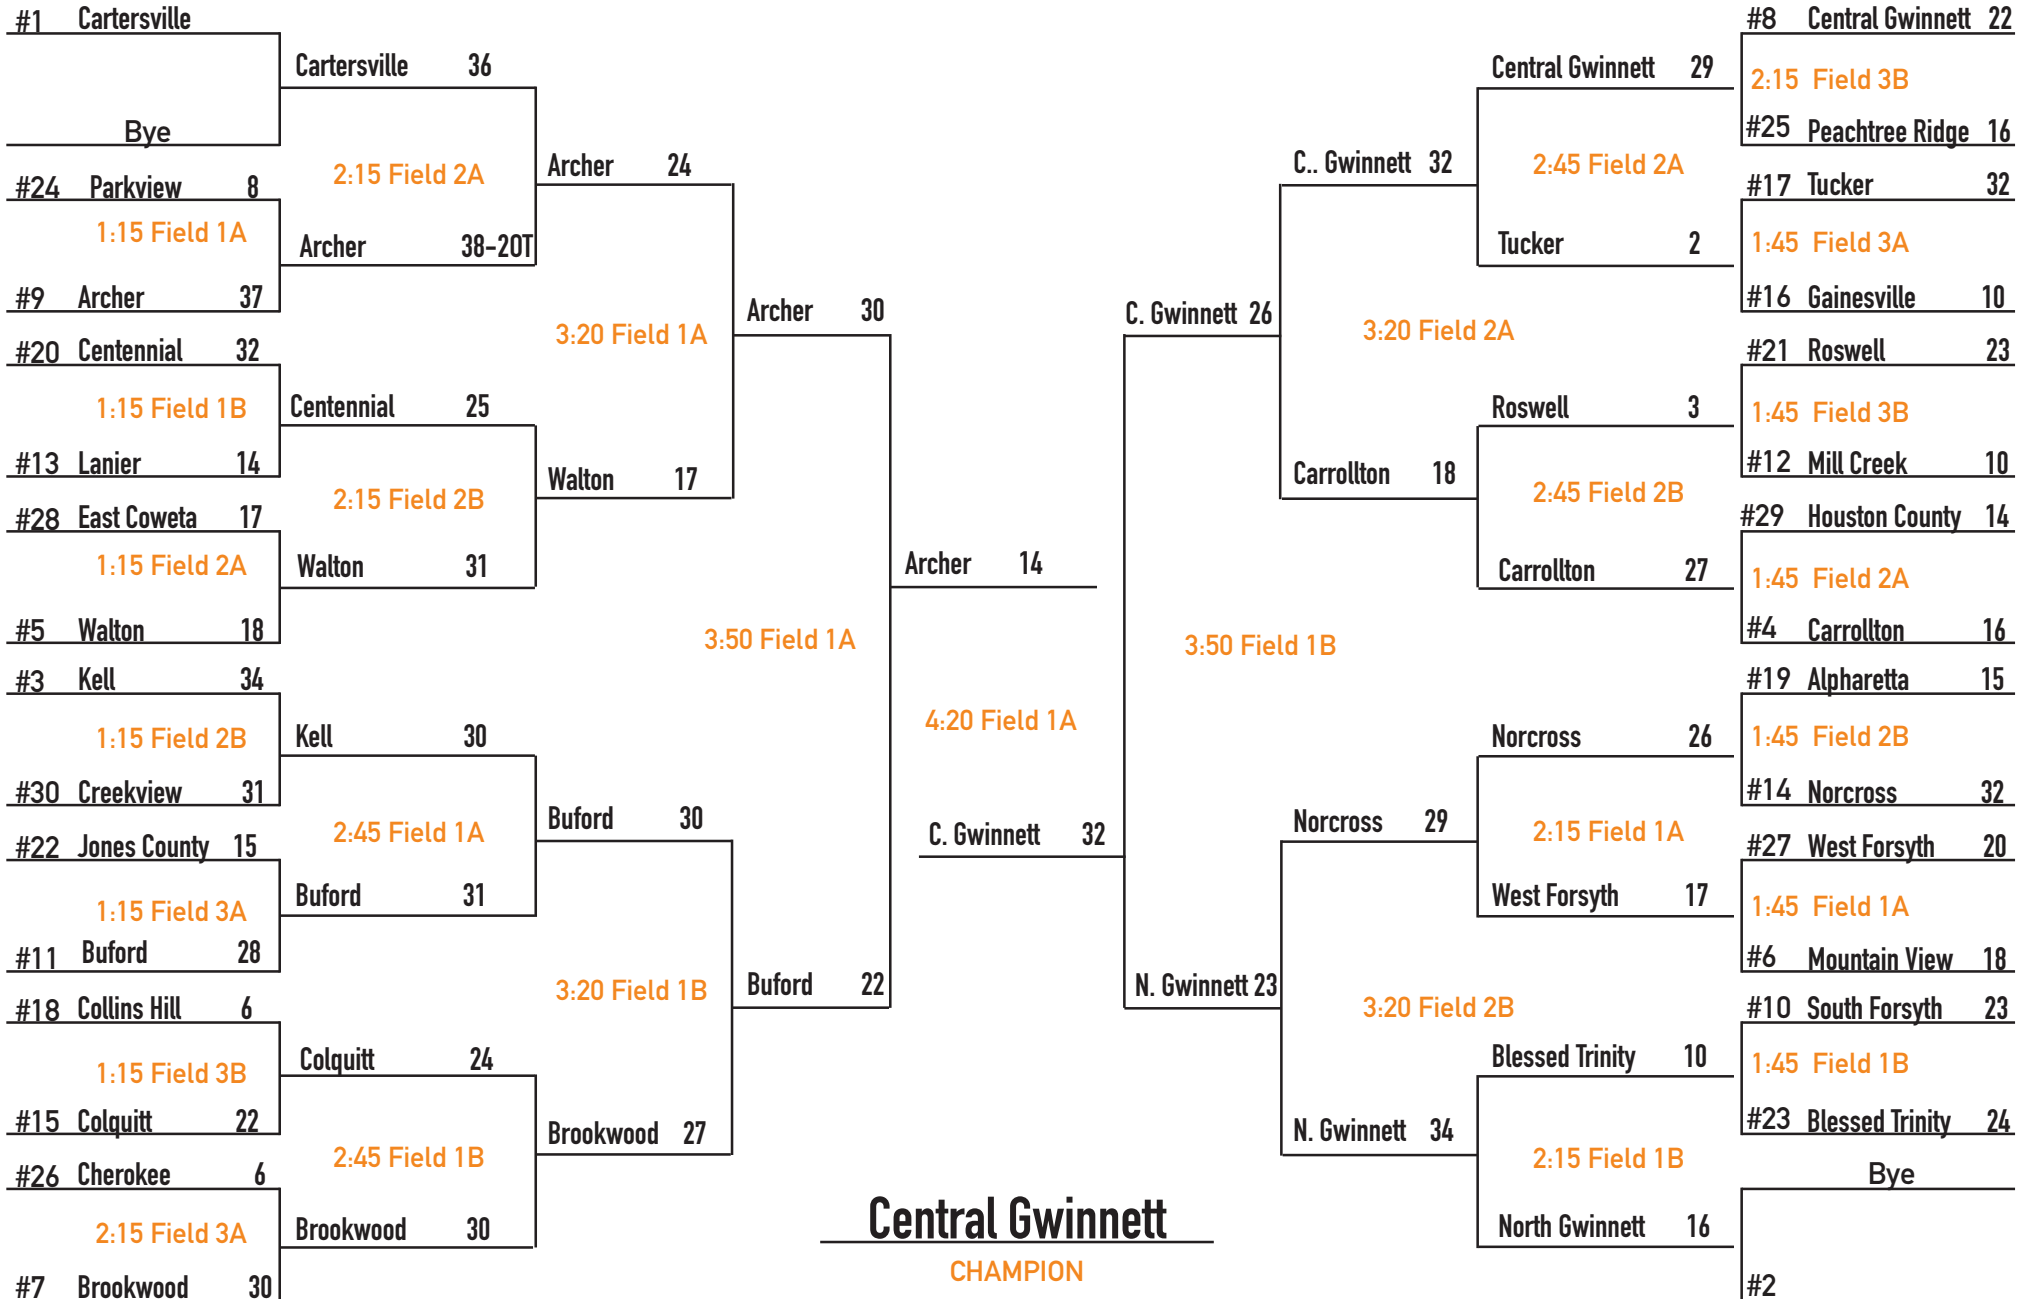 #1 Cartersville
Bye
#24 Parkview 8
1:15 Field 1A
#9 Archer 37
#20 Centennial 32
1:15 Field 1B
#13 Lanier 14
#28 East Coweta 17
1:15 Field 2A
#5 Walton 18
#3 Kell 34
1:15 Field 2B
#30 Creekview 31
#22 Jones County 15
1:15 Field 3A
#11 Buford 28
#18 Collins Hill 6
1:15 Field 3B
#15 Colquitt 22
#26 Cherokee 6
2:15 Field 3A
#7 Brookwood 30
Cartersville 36
2:15 Field 2A
Archer 38-2OT
Centennial 25
2:15 Field 2B
Walton 31
Kell 30
2:45 Field 1A
Buford 31
Colquitt 24
2:45 Field 1B
Brookwood 30
Archer 24
3:20 Field 1A
Walton 17
Buford 30
3:20 Field 1B
Brookwood 27
Archer 30
3:50 Field 1A
Buford 22
Archer 14
4:20 Field 1A
C. Gwinnett 32
Central Gwinnett
CHAMPION
C. Gwinnett 26
3:50 Field 1B
N. Gwinnett 23
C.. Gwinnett 32
3:20 Field 2A
Carrollton 18
Norcross 29
3:20 Field 2B
N. Gwinnett 34
Central Gwinnett 29
2:45 Field 2A
Tucker 2
Roswell 3
2:45 Field 2B
Carrollton 27
Norcross 26
2:15 Field 1A
West Forsyth 17
Blessed Trinity 10
2:15 Field 1B
North Gwinnett 16
#8 Central Gwinnett 22
2:15 Field 3B
#25 Peachtree Ridge 16
#17 Tucker 32
1:45 Field 3A
#16 Gainesville 10
#21 Roswell 23
1:45 Field 3B
#12 Mill Creek 10
#29 Houston County 14
1:45 Field 2A
#4 Carrollton 16
#19 Alpharetta 15
1:45 Field 2B
#14 Norcross 32
#27 West Forsyth 20
1:45 Field 1A
#6 Mountain View 18
#10 South Forsyth 23
1:45 Field 1B
#23 Blessed Trinity 24
Bye
#2